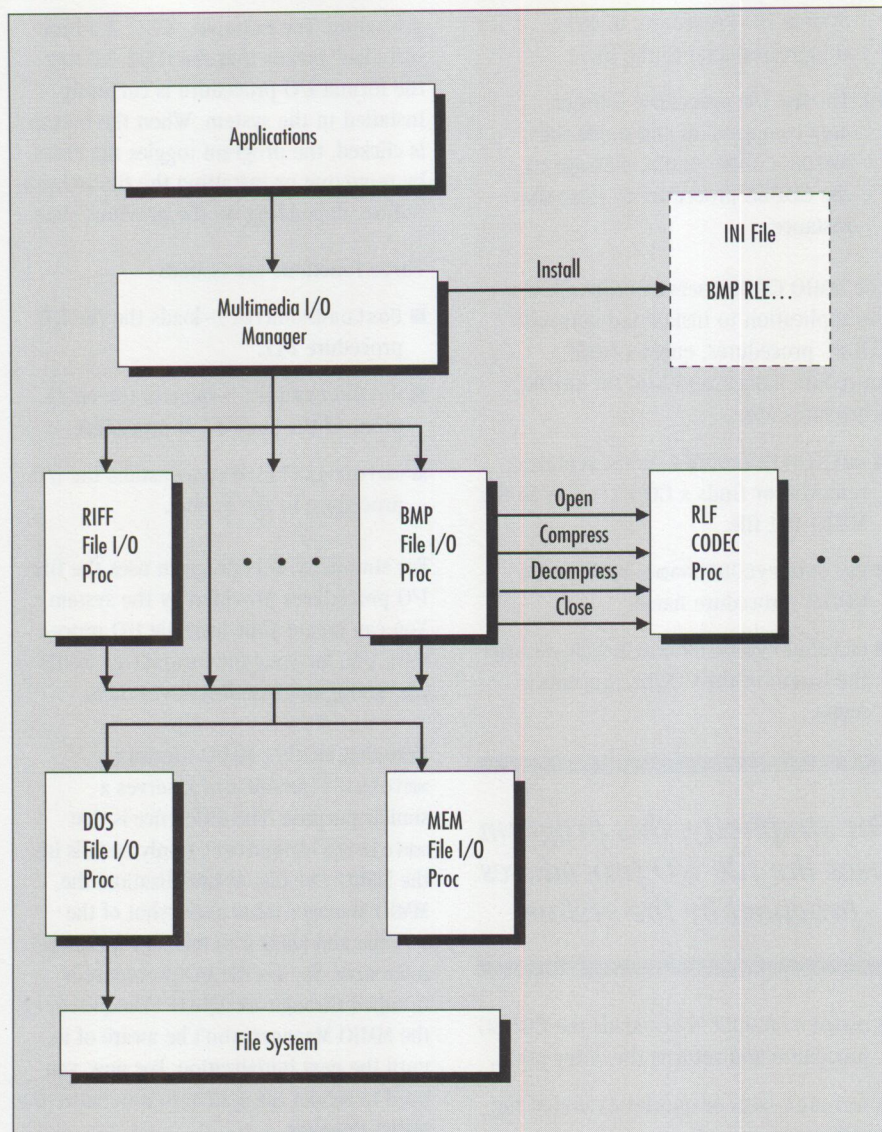 Applications
Multimedia I/O
Manager
Install
INI File
BMP RLE...
RIFF
File I/O
Proc
• • • •
BMP
File I/O
Proc
Open
Compress
Decompress
Close
RLF
CODEC
Proc
• •
DOS
File I/O
Proc
MEM
File I/O
Proc
File System